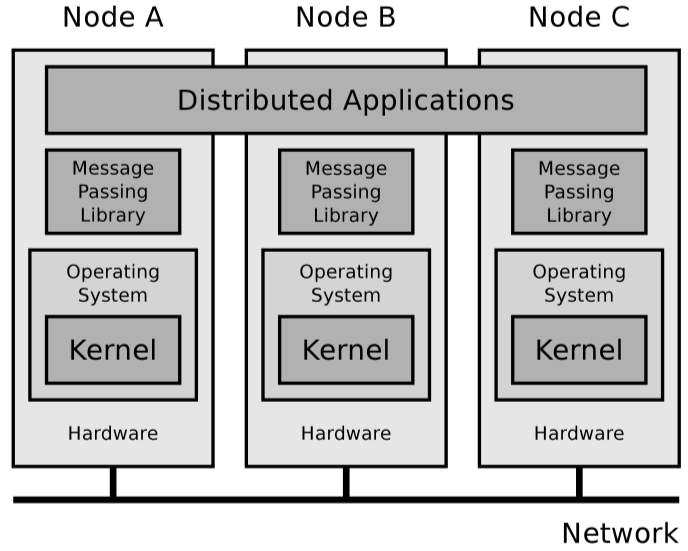 Node A
Node B
Node C
Distributed Applications
Message
Passing
Library
Message
Passing
Library
Message
Passing
Library
Operating
System
Operating
System
Operating
System
Kernel
Kernel
Kernel
Hardware
Hardware
Hardware
Network